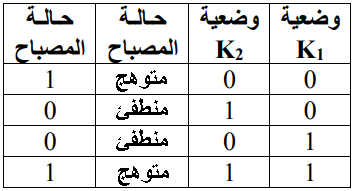 وضعية K1 | وضعية K2 | حالة المصباح | حالة المصباح
0 | 0 | متوهج | 1
0 | 1 | منطفئ | 0
1 | 0 | منطفئ | 0
1 | 1 | متوهج | 1